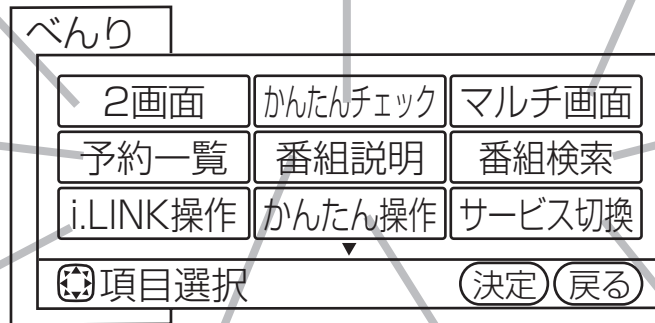 べんり
2画面 かんたんチェック マルチ画面
予約一覧 番組説明 番組検索
i.LINK操作 かんたん操作 サービス切換
▼
項目選択 決定 戻る